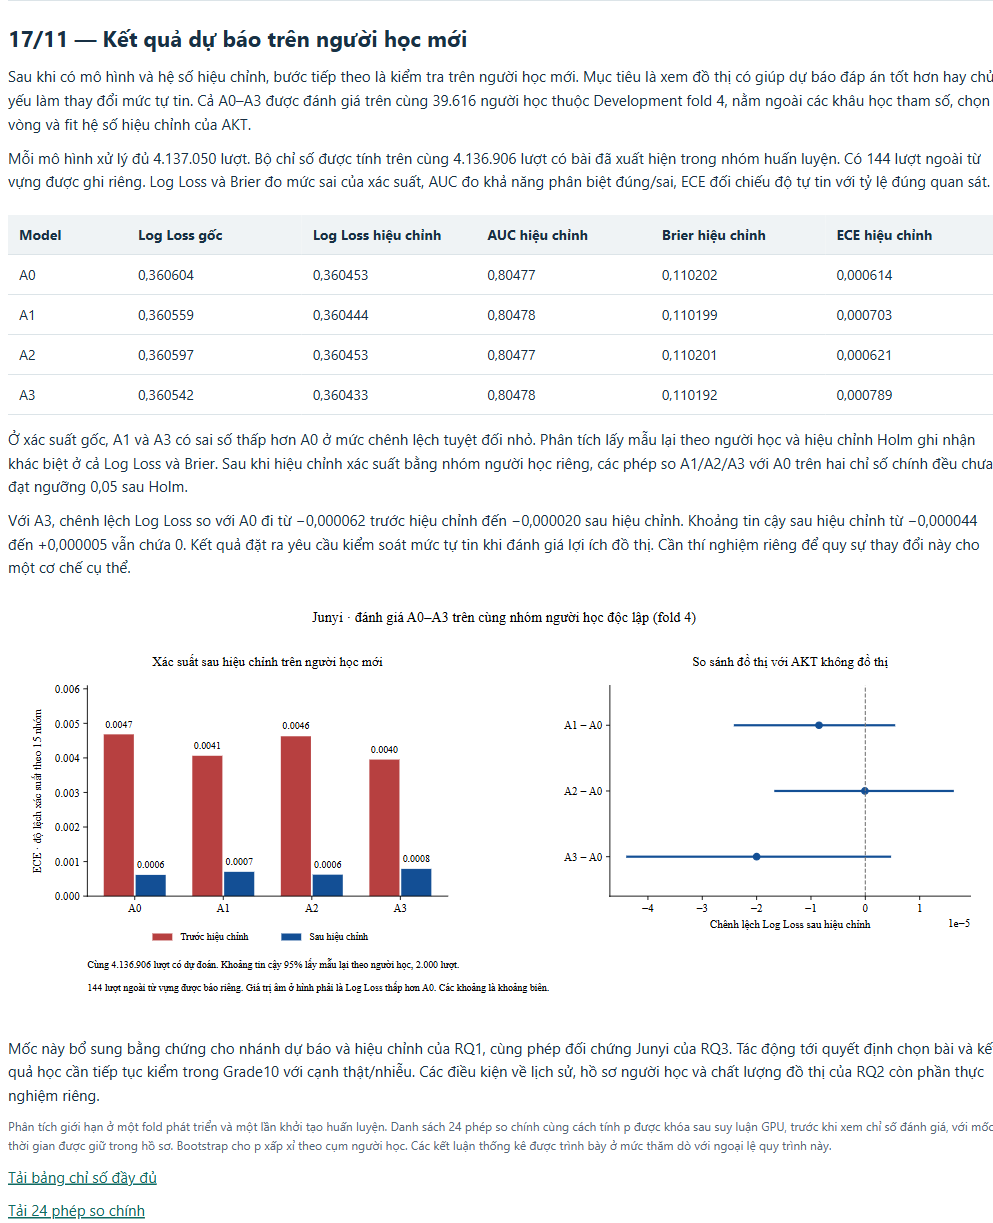 17/11 — Kết quả dự báo trên người học mới
Sau khi có mô hình và hệ số hiệu chỉnh, bước tiếp theo là kiểm tra trên người học mới. Mục tiêu là xem đồ thị có giúp dự báo đáp án tốt hơn hay chủ
yếu làm thay đổi mức tự tin. Cả A0–A3 được đánh giá trên cùng 39.616 người học thuộc Development fold 4, nằm ngoài các khâu học tham số, chọn
vòng và fit hệ số hiệu chỉnh của AKT.
Mỗi mô hình xử lý đủ 4.137.050 lượt. Bộ chỉ số được tính trên cùng 4.136.906 lượt có bài đã xuất hiện trong nhóm huấn luyện. Có 144 lượt ngoài từ
vựng được ghi riêng. Log Loss và Brier đo mức sai của xác suất, AUC đo khả năng phân biệt đúng/sai, ECE đối chiếu độ tự tin với tỷ lệ đúng quan sát.
Model Log Loss gốc Log Loss hiệu chỉnh AUC hiệu chỉnh Brier hiệu chỉnh ECE hiệu chỉnh
A0 0,360604 0,360453 0,80477 0,110202 0,000614
A1 0,360559 0,360444 0,80478 0,110199 0,000703
A2 0,360597 0,360453 0,80477 0,110201 0,000621
A3 0,360542 0,360433 0,80478 0,110192 0,000789
Ở xác suất gốc, A1 và A3 có sai số thấp hơn A0 ở mức chênh lệch tuyệt đối nhỏ. Phân tích lấy mẫu lại theo người học và hiệu chỉnh Holm ghi nhận
khác biệt ở cả Log Loss và Brier. Sau khi hiệu chỉnh xác suất bằng nhóm người học riêng, các phép so A1/A2/A3 với A0 trên hai chỉ số chính đều chưa
đạt ngưỡng 0,05 sau Holm.
Với A3, chênh lệch Log Loss so với A0 đi từ −0,000062 trước hiệu chỉnh đến −0,000020 sau hiệu chỉnh. Khoảng tin cậy sau hiệu chỉnh từ −0,000044
đến +0,000005 vẫn chứa 0. Kết quả đặt ra yêu cầu kiểm soát mức tự tin khi đánh giá lợi ích đồ thị. Cần thí nghiệm riêng để quy sự thay đổi này cho
một cơ chế cụ thể.
Junyi · đánh giá A0–A3 trên cùng nhóm người học độc lập (fold 4)
Xác suất sau hiệu chỉnh trên người học mới
ECE · độ lệch xác suất theo 15 nhóm
0.006
0.005
0.004
0.003
0.002
0.001
0.000
0.0047
0.0006
0.0041
0.0007
0.0046
0.0006
0.0040
0.0008
A0 A1 A2 A3
Trước hiệu chỉnh Sau hiệu chỉnh
So sánh đồ thị với AKT không đồ thị
A1 − A0
A2 − A0
A3 − A0
−4 −3 −2 −1 0 1
Chênh lệch Log Loss sau hiệu chỉnh 1e−5
Cùng 4.136.906 lượt có dự đoán. Khoảng tin cậy 95% lấy mẫu lại theo người học, 2.000 lượt.
144 lượt ngoài từ vựng được báo riêng. Giá trị âm ở hình phải là Log Loss thấp hơn A0. Các khoảng là khoảng biên.
Mốc này bổ sung bằng chứng cho nhánh dự báo và hiệu chỉnh của RQ1, cùng phép đối chứng Junyi của RQ3. Tác động tới quyết định chọn bài và kế
quả học cần tiếp tục kiểm trong Grade10 với cạnh thật/nhiễu. Các điều kiện về lịch sử, hồ sơ người học và chất lượng đồ thị của RQ2 còn phần thực
nghiệm riêng.
Phân tích giới hạn ở một fold phát triển và một lần khởi tạo huấn luyện. Danh sách 24 phép so chính cùng cách tính p được khóa sau suy luận GPU, trước khi xem chỉ số đánh giá, với mốc
thời gian được giữ trong hồ sơ. Bootstrap cho p xấp xỉ theo cụm người học. Các kết luận thống kê được trình bày ở mức thăm dò với ngoại lệ quy trình này.
Tải bảng chỉ số đầy đủ
Tải 24 phép so chính